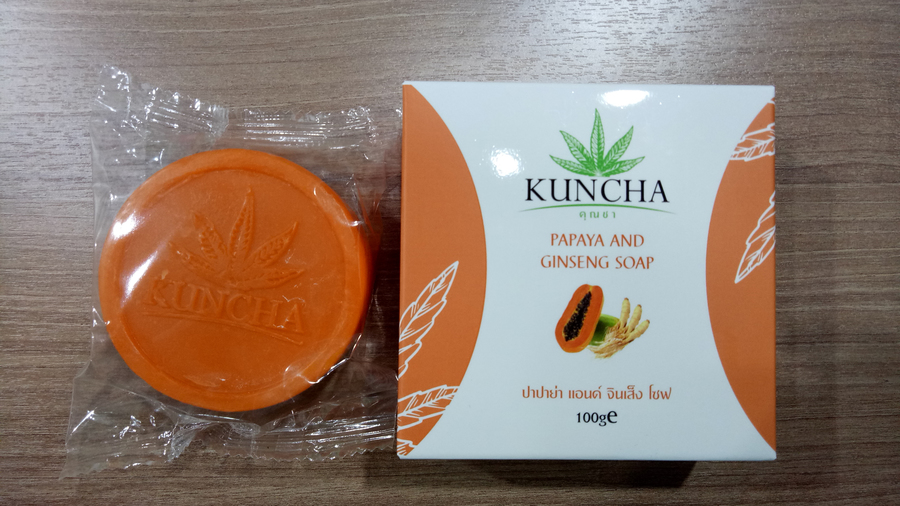 KUNCHA
KUNCHA
คุณชา
PAPAYA AND
GINSENG SOAP
ปาปาย่า แอนด์ จินเส็ง โซฟ
100g℮